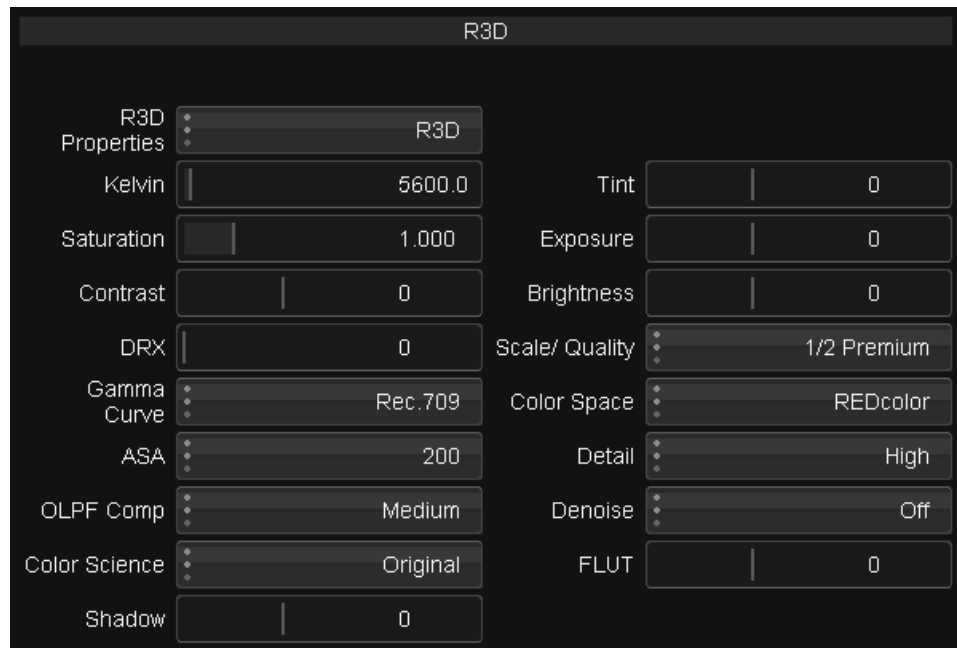 R3D
R3D
Properties
R3D
Kelvin 5600.0 Tint 0
Saturation 1.000 Exposure 0
Contrast 0 Brightness 0
DRX 0 Scale/ Quality 1/2 Premium
Gamma
Curve
Rec.709 Color Space REDcolor
ASA 200 Detail High
OLPF Comp Medium Denoise Off
Color Science Original FLUT 0
Shadow 0